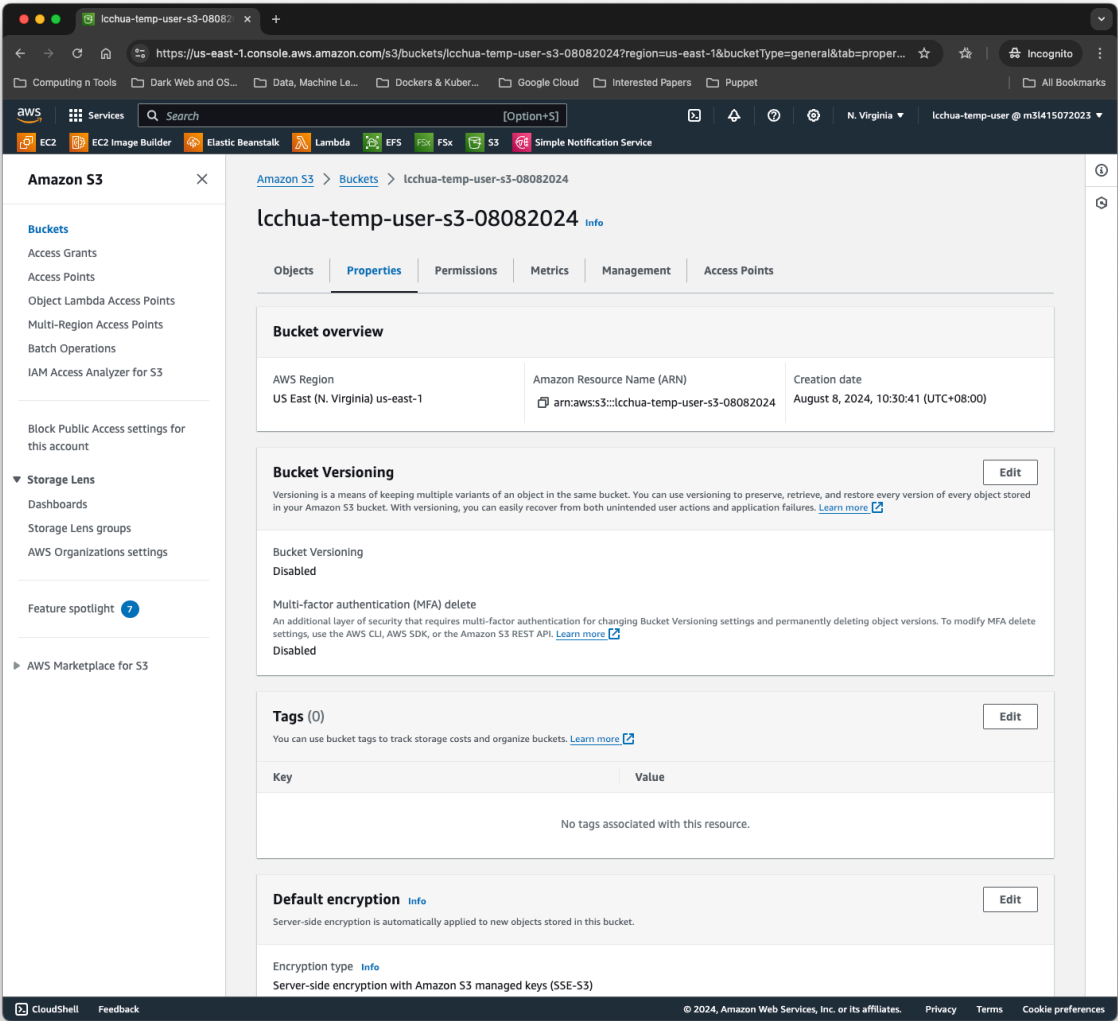 lcchua-temp-user-s3-08082
https://us-east-1.console.aws.amazon.com/s3/buckets/lcchua-temp-user-s3-08082024?region=us-east-1&bucketType=general&tab=proper...
Incognito
Computing n Tools
Dark Web and OS...
Data, Machine Le...
Dockers & Kuber...
Google Cloud
Interested Papers
Puppet
All Bookmarks
aws
Services
Search
[Option+S]
N. Virginia
lcchua-temp-user @ m3l415072023
EC2
EC2 Image Builder
Elastic Beanstalk
Lambda
EFS
FSx
FSx
S3
Simple Notification Service
Amazon S3
Buckets
Access Grants
Access Points
Object Lambda Access Points
Multi-Region Access Points
Batch Operations
IAM Access Analyzer for S3
Block Public Access settings for
this account
Storage Lens
Dashboards
Storage Lens groups
AWS Organizations settings
Feature spotlight 7
AWS Marketplace for S3
Amazon S3 > Buckets > lcchua-temp-user-s3-08082024
lcchua-temp-user-s3-08082024 Info
Objects
Properties
Permissions
Metrics
Management
Access Points
Bucket overview
AWS Region
US East (N. Virginia) us-east-1
Amazon Resource Name (ARN)
arn:aws:s3:::lcchua-temp-user-s3-08082024
Creation date
August 8, 2024, 10:30:41 (UTC+08:00)
Bucket Versioning
Edit
Versioning is a means of keeping multiple variants of an object in the same bucket. You can use versioning to preserve, retrieve, and restore every version of every object stored
in your Amazon S3 bucket. With versioning, you can easily recover from both unintended user actions and application failures. Learn more
Bucket Versioning
Disabled
Multi-factor authentication (MFA) delete
An additional layer of security that requires multi-factor authentication for changing Bucket Versioning settings and permanently deleting object versions. To modify MFA delete
settings, use the AWS CLI, AWS SDK, or the Amazon S3 REST API. Learn more
Disabled
Tags (0)
Edit
You can use bucket tags to track storage costs and organize buckets. Learn more
Key
Value
No tags associated with this resource.
Default encryption Info
Edit
Server-side encryption is automatically applied to new objects stored in this bucket.
Encryption type Info
Server-side encryption with Amazon S3 managed keys (SSE-S3)
CloudShell
Feedback
© 2024, Amazon Web Services, Inc. or its affiliates.
Privacy
Terms
Cookie preferences